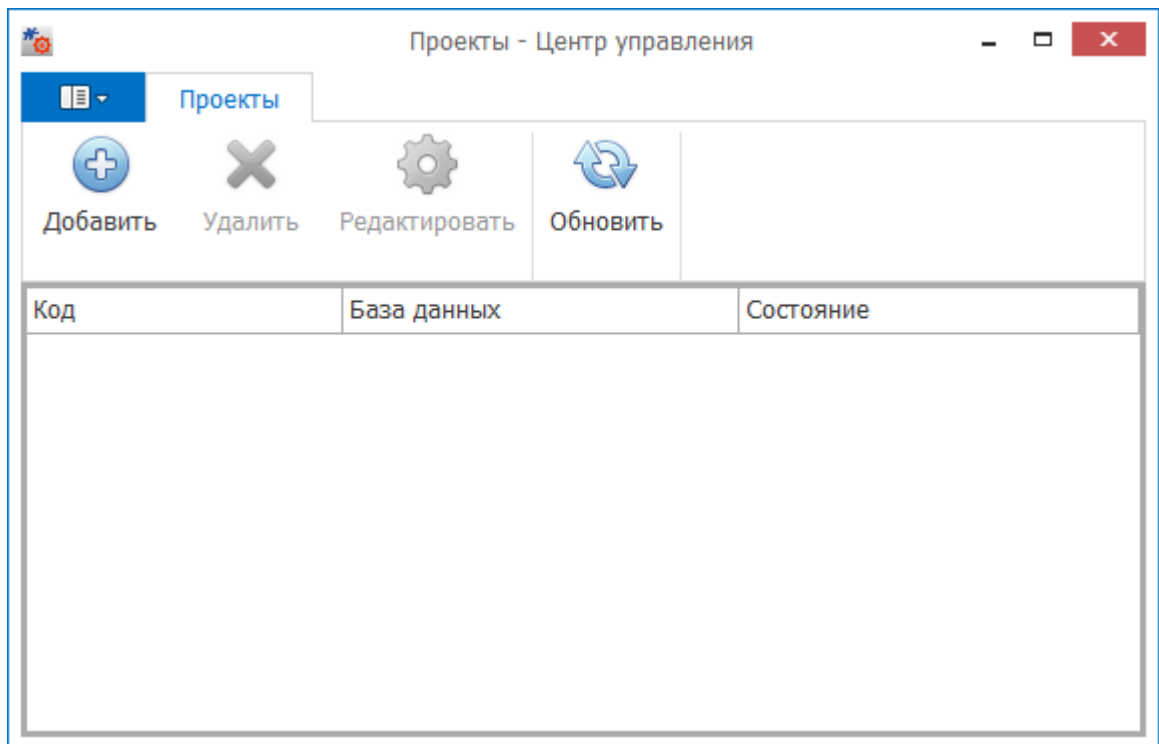 Проекты - Центр управления
Проекты
Добавить Удалить Редактировать Обновить
Код База данных Состояние